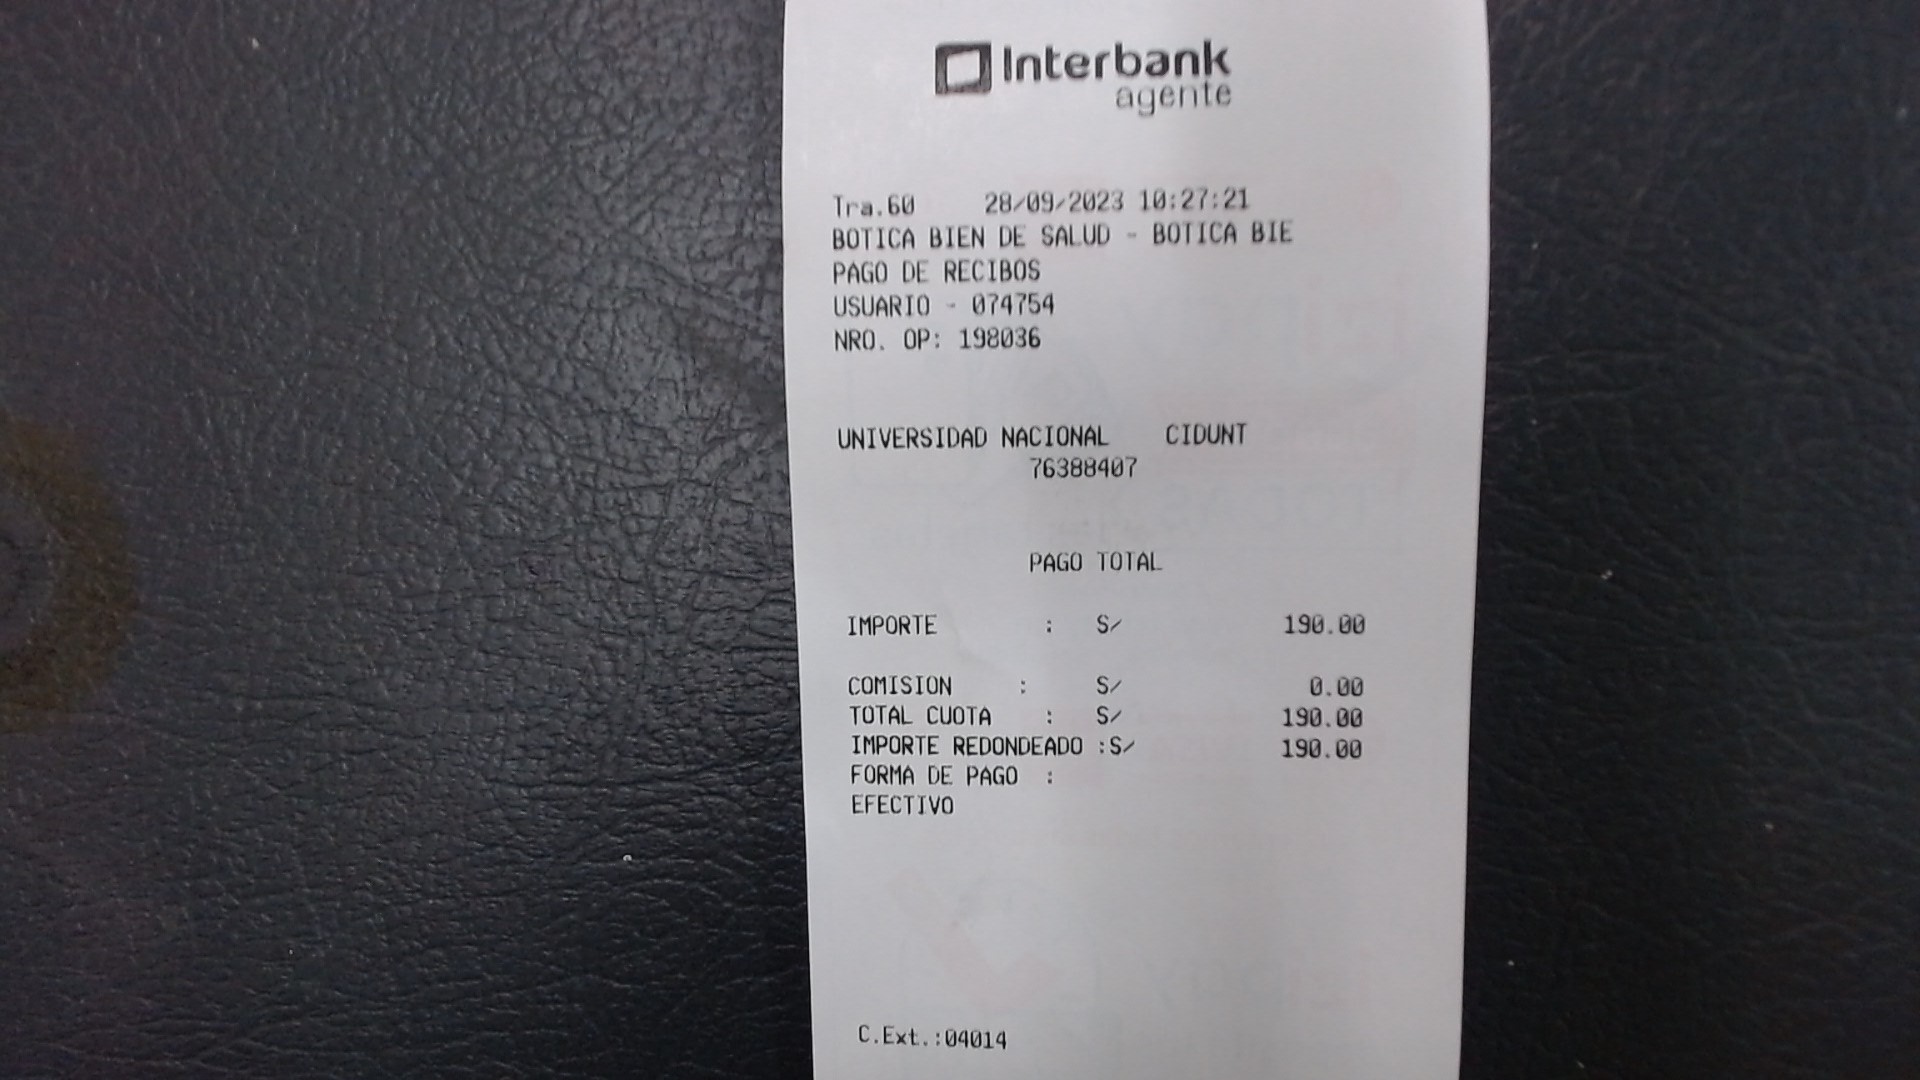 Interbank
agente
Tra.60 28/09/2023 10:27:21
BOTICA BIEN DE SALUD - BOTICA BIE
PAGO DE RECIBOS
USUARIO - 074754
NRO. OP: 198036
UNIVERSIDAD NACIONAL CIDUNT
76388407
PAGO TOTAL
IMPORTE : S/ 190.00
COMISION : S/ 0.00
TOTAL CUOTA : S/ 190.00
IMPORTE REDONDEADO :S/ 190.00
FORMA DE PAGO :
EFECTIVO
C.Ext.:04014